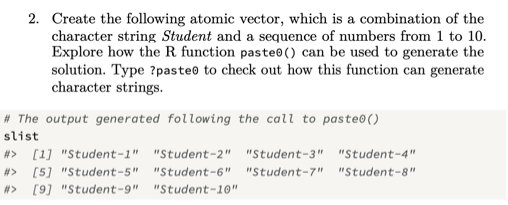 2. Create the following atomic vector, which is a combination of the
character string Student and a sequence of numbers from 1 to 10.
Explore how the R function paste0() can be used to generate the
solution. Type ?paste0 to check out how this function can generate
character strings.
# The output generated following the call to paste0()
slist
#> [1] "Student-1" "Student-2" "Student-3" "Student-4"
#> [5] "Student-5" "Student-6" "Student-7" "Student-8"
#> [9] "Student-9" "Student-10"